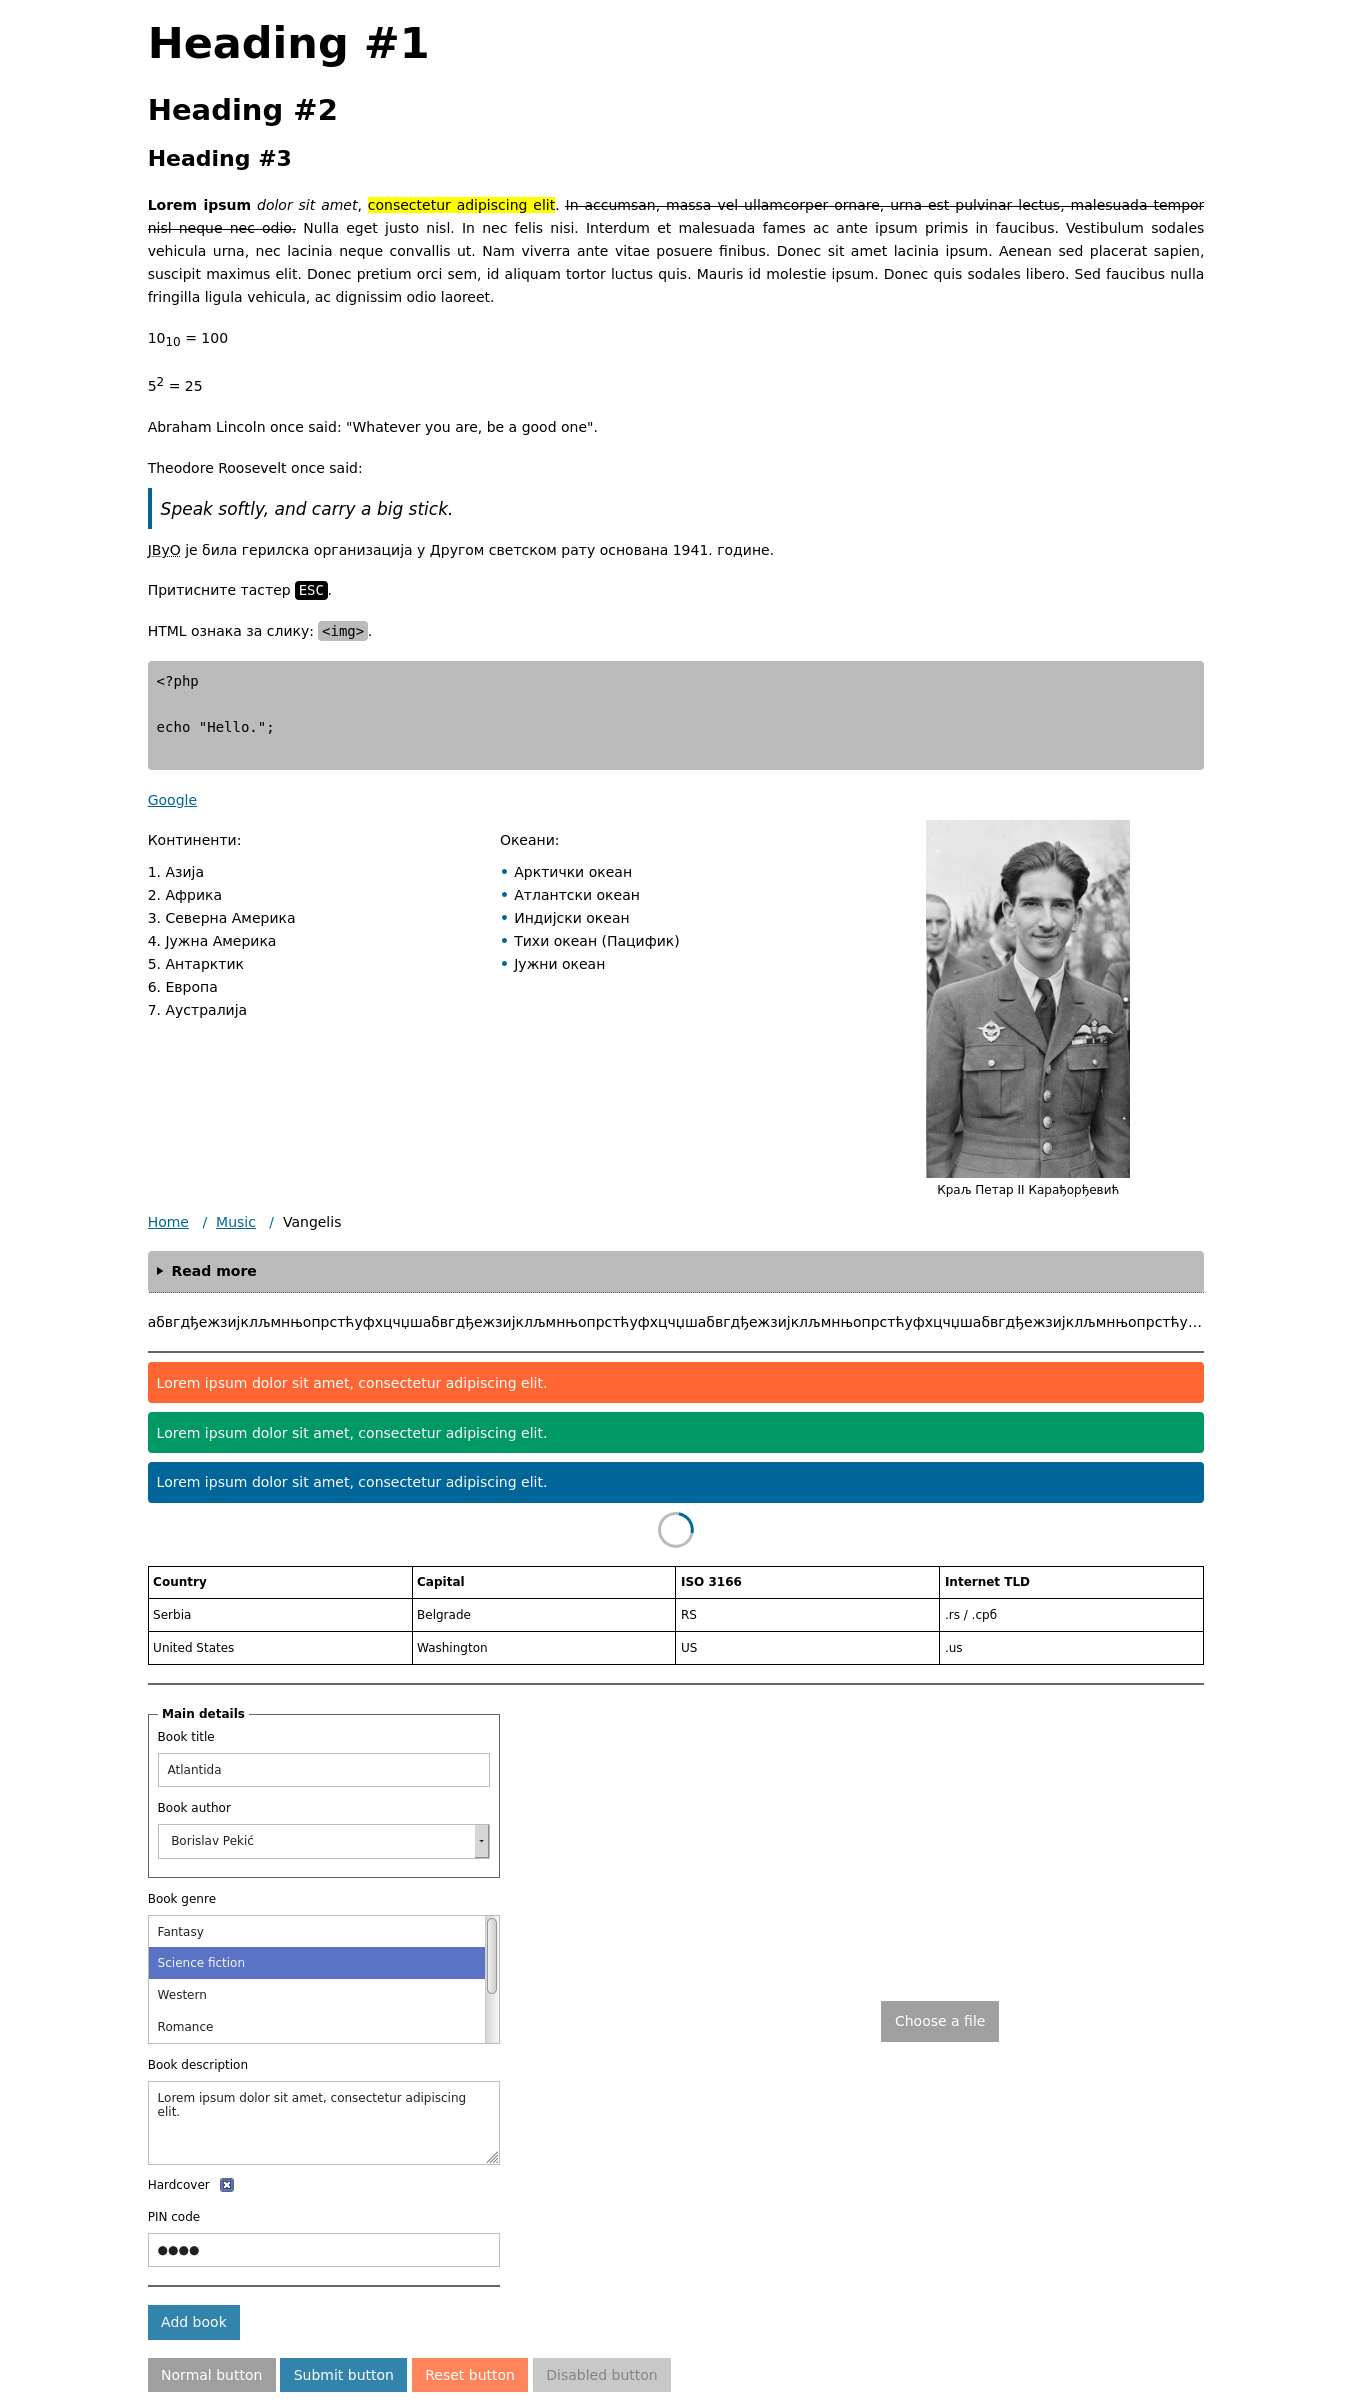 Heading #1
Heading #2
Heading #3
Lorem ipsum dolor sit amet, consectetur adipiscing elit. In accumsan, massa vel ullamcorper ornare, urna est pulvinar lectus, malesuada tempor
nisl neque nec odio. Nulla eget justo nisl. In nec felis nisi. Interdum et malesuada fames ac ante ipsum primis in faucibus. Vestibulum sodales
vehicula urna, nec lacinia neque convallis ut. Nam viverra ante vitae posuere finibus. Donec sit amet lacinia ipsum. Aenean sed placerat sapien,
suscipit maximus elit. Donec pretium orci sem, id aliquam tortor luctus quis. Mauris id molestie ipsum. Donec quis sodales libero. Sed faucibus nulla
fringilla ligula vehicula, ac dignissim odio laoreet.
10₁₀ = 100
5² = 25
Abraham Lincoln once said: "Whatever you are, be a good one".
Theodore Roosevelt once said:
Speak softly, and carry a big stick.
ЈВуО је била герилска организација у Другом светском рату основана 1941. године.
Притисните тастер ESC.
HTML ознака за слику: <img>.
<?php
echo "Hello.";
Google
Континенти:
1. Азија
2. Африка
3. Северна Америка
4. Јужна Америка
5. Антарктик
6. Европа
7. Аустралија
Океани:
• Арктички океан
• Атлантски океан
• Индијски океан
• Тихи океан (Пацифик)
• Јужни океан
Краљ Петар II Карађорђевић
Home / Music / Vangelis
Read more
абвгдђежзијклљмнњопрстћуфхцчџшабвгдђежзијклљмнњопрстћуфхцчџшабвгдђежзијклљмнњопрстћуфхцчџшабвгдђежзијклљмнњопрстћу…
Lorem ipsum dolor sit amet, consectetur adipiscing elit.
Lorem ipsum dolor sit amet, consectetur adipiscing elit.
Lorem ipsum dolor sit amet, consectetur adipiscing elit.
Country Capital ISO 3166 Internet TLD
Serbia Belgrade RS .rs / .срб
United States Washington US .us
Main details
Book title
Atlantida
Book author
Borislav Pekić
Book genre
Fantasy
Science fiction
Western
Romance
Choose a file
Book description
Lorem ipsum dolor sit amet, consectetur adipiscing
elit.
Hardcover
PIN code
●●●●
Add book
Normal button Submit button Reset button Disabled button